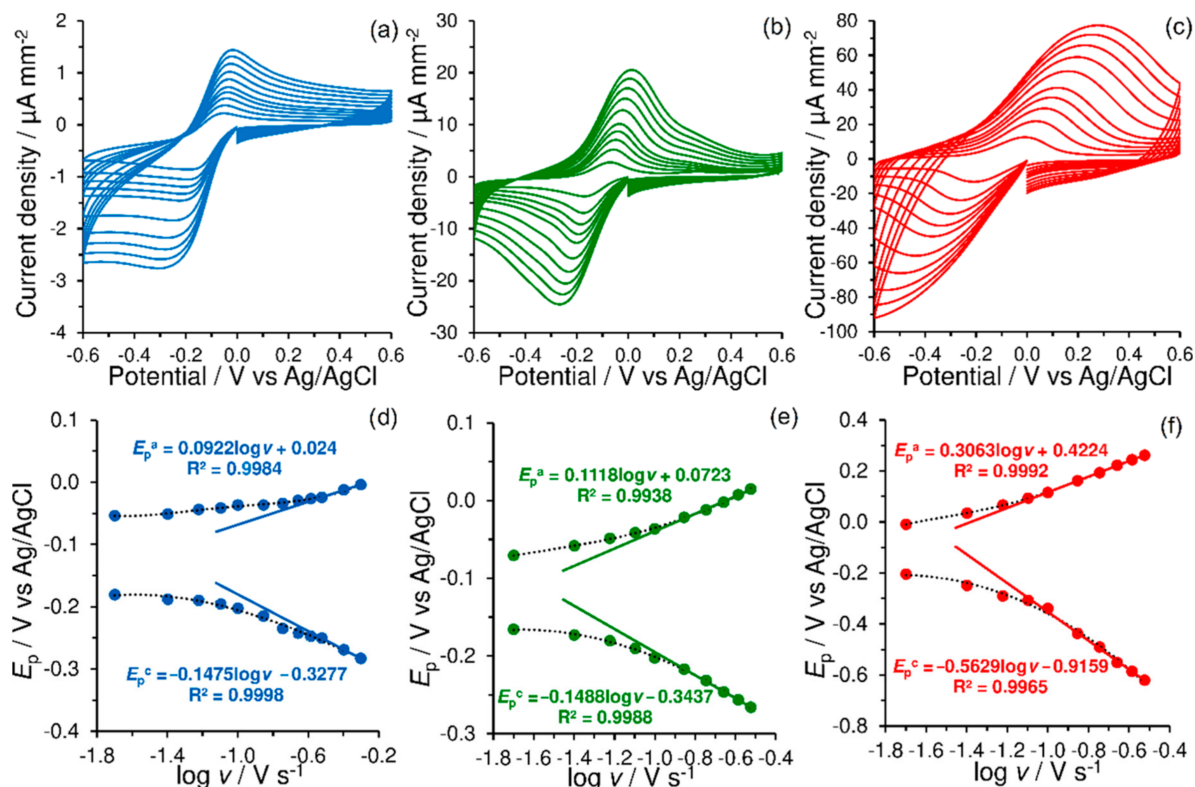 (a)
Current density / µA mm⁻²
2
1
0
-1
-2
-3
-4
-0.6 -0.4 -0.2 0.0 0.2 0.4 0.6
Potential / V vs Ag/AgCl
(b)
Current density / µA mm⁻²
30
20
10
0
-10
-20
-30
-0.6 -0.4 -0.2 0.0 0.2 0.4 0.6
Potential / V vs Ag/AgCl
(c)
Current density / µA mm⁻²
80
60
40
20
0
-20
-40
-60
-80
-100
-0.6 -0.4 -0.2 0.0 0.2 0.4 0.6
Potential / V vs Ag/AgCl
(d)
Eₚ / V vs Ag/AgCl
0.1
0.0
-0.1
-0.2
-0.3
-0.4
Eₚᵃ = 0.0922logv + 0.024
R² = 0.9984
Eₚᶜ = −0.1475logv −0.3277
R² = 0.9998
-1.8 -1.4 -1.0 -0.6 -0.2
log v / V s⁻¹
(e)
Eₚ / V vs Ag/AgCl
0.1
0.0
-0.1
-0.2
-0.3
Eₚᵃ = 0.1118logv + 0.0723
R² = 0.9938
Eₚᶜ = −0.1488logv −0.3437
R² = 0.9988
-1.8 -1.6 -1.4 -1.2 -1.0 -0.8 -0.6 -0.4
log v / V s⁻¹
(f)
Eₚ / V vs Ag/AgCl
0.4
0.2
0.0
-0.2
-0.4
-0.6
-0.8
Eₚᵃ = 0.3063logv + 0.4224
R² = 0.9992
Eₚᶜ = −0.5629logv −0.9159
R² = 0.9965
-1.8 -1.6 -1.4 -1.2 -1.0 -0.8 -0.6 -0.4
log v / V s⁻¹